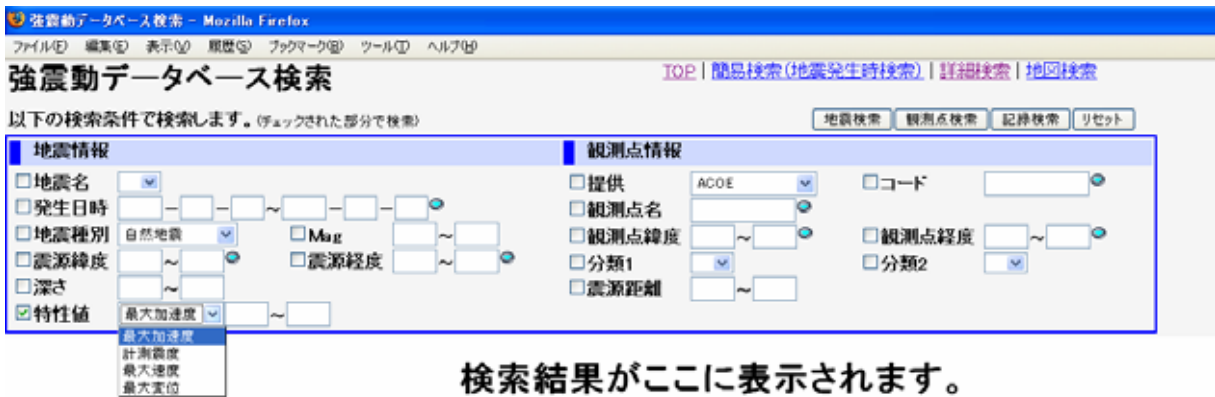 強震動データベース検索 - Mozilla Firefox
ファイル(F) 編集(E) 表示(V) 履歴(S) ブックマーク(B) ツール(T) ヘルプ(H)
強震動データベース検索 TOP | 簡易検索(地震発生時検索) | 詳細検索 | 地図検索
以下の検索条件で検索します。(チェックされた部分で検索) 地震検索 観測点検索 記録検索 リセット
地震情報 観測点情報
地震名 提供 ACOE コード
発生日時 - - ~ - - 観測点名
地震種別 自然地震 Mag ~ 観測点緯度 ~ 観測点経度 ~
震源緯度 ~ 震源経度 ~ 分類1 分類2
深さ ~ 震源距離 ~
特性値 最大加速度 ~
最大加速度
計測震度
最大速度
最大変位
検索結果がここに表示されます。